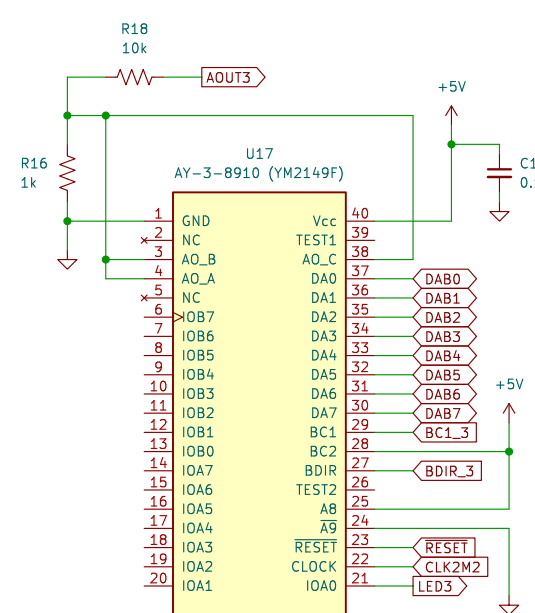 R18
10k
AOUT3
+5V
R16
1k
U17
AY-3-8910 (YM2149F)
C1
0.
1 GND Vcc 40
2 NC TEST1 39
3 AO_B AO_C 38
4 AO_A DA0 37 DAB0
5 NC DA1 36 DAB1
6 IOB7 DA2 35 DAB2
7 IOB6 DA3 34 DAB3
8 IOB5 DA4 33 DAB4
9 IOB4 DA5 32 DAB5
10 IOB3 DA6 31 DAB6
11 IOB2 DA7 30 DAB7
+5V
12 IOB1 BC1 29 BC1_3
13 IOB0 BC2 28
14 IOA7 BDIR 27 BDIR_3
15 IOA6 TEST2 26
16 IOA5 A8 25
17 IOA4 A9 24
18 IOA3 RESET 23 RESET
19 IOA2 CLOCK 22 CLK2M2
20 IOA1 IOA0 21 LED3